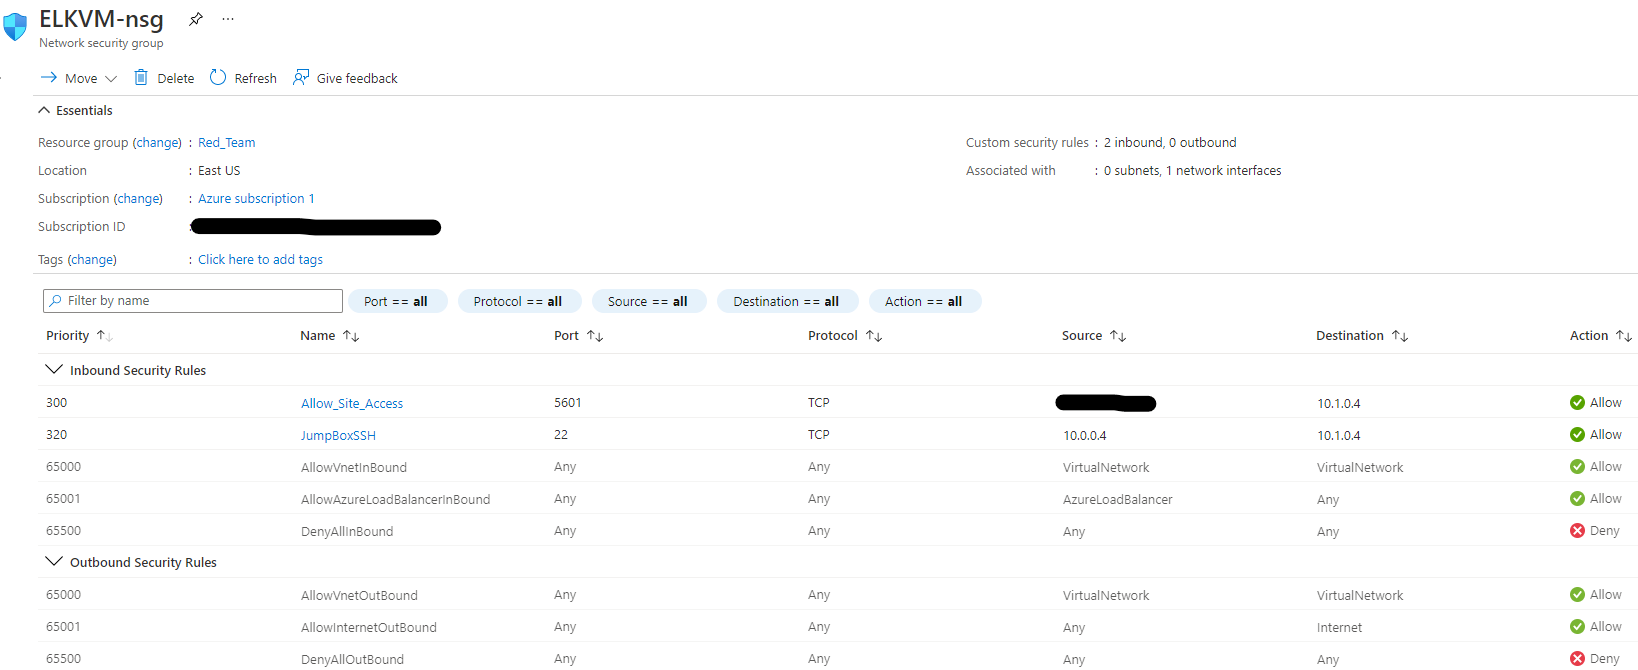 ELKVM-nsg
Network security group
Move Delete Refresh Give feedback
Essentials
Resource group (change) : Red_Team Custom security rules : 2 inbound, 0 outbound
Location : East US Associated with : 0 subnets, 1 network interfaces
Subscription (change) : Azure subscription 1
Subscription ID :
Tags (change) : Click here to add tags
Filter by name Port == all Protocol == all Source == all Destination == all Action == all
Priority Name Port Protocol Source Destination Action
Inbound Security Rules
300 Allow_Site_Access 5601 TCP 10.1.0.4 Allow
320 JumpBoxSSH 22 TCP 10.0.0.4 10.1.0.4 Allow
65000 AllowVnetInBound Any Any VirtualNetwork VirtualNetwork Allow
65001 AllowAzureLoadBalancerInBound Any Any AzureLoadBalancer Any Allow
65500 DenyAllInBound Any Any Any Any Deny
Outbound Security Rules
65000 AllowVnetOutBound Any Any VirtualNetwork VirtualNetwork Allow
65001 AllowInternetOutBound Any Any Any Internet Allow
65500 DenyAllOutBound Any Any Any Any Deny